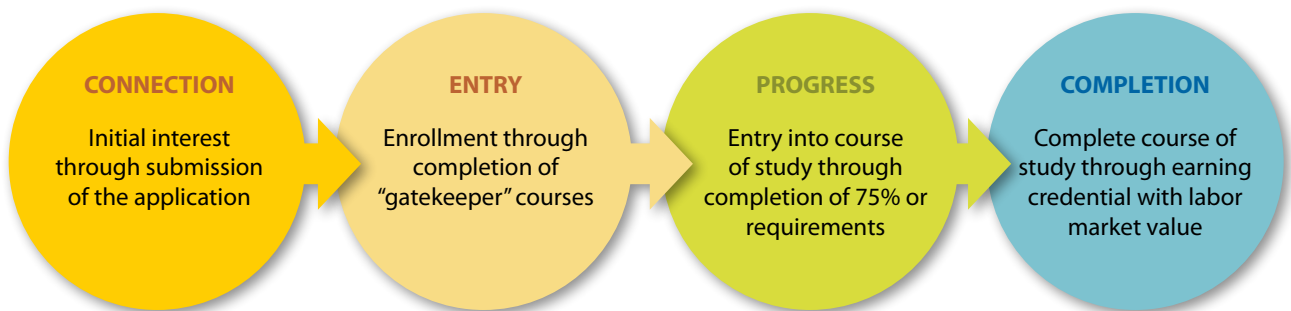 CONNECTION
Initial interest
through submission
of the application
ENTRY
Enrollment through
completion of
“gatekeeper” courses
PROGRESS
Entry into course
of study through
completion of 75% or
requirements
COMPLETION
Complete course of
study through earning
credential with labor
market value